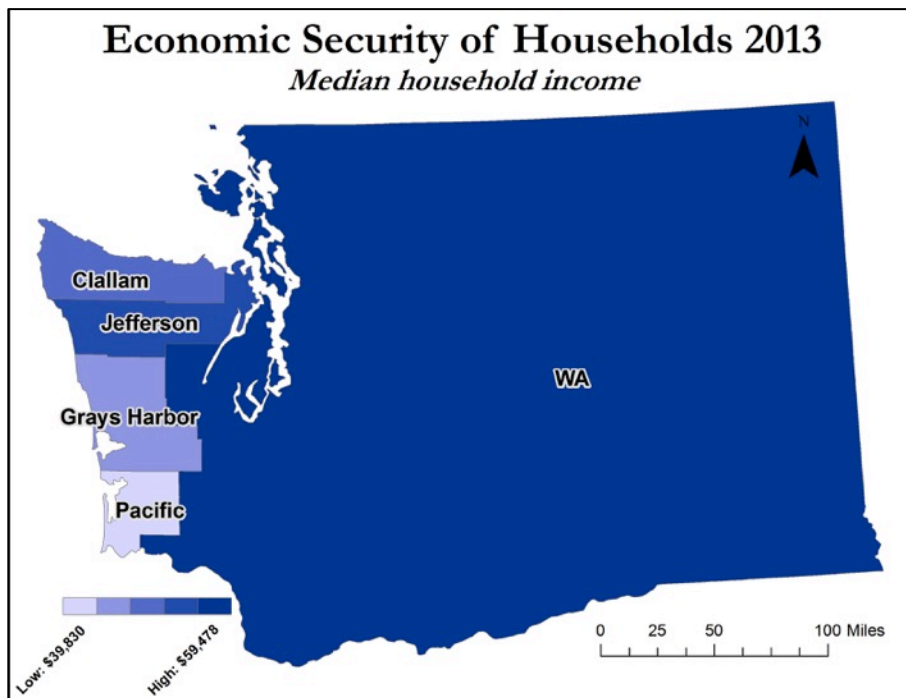 Economic Security of Households 2013
Median household income
N
Clallam
Jefferson
WA
Grays Harbor
Pacific
Low: $39,830
High: $59,478
0 25 50 100 Miles